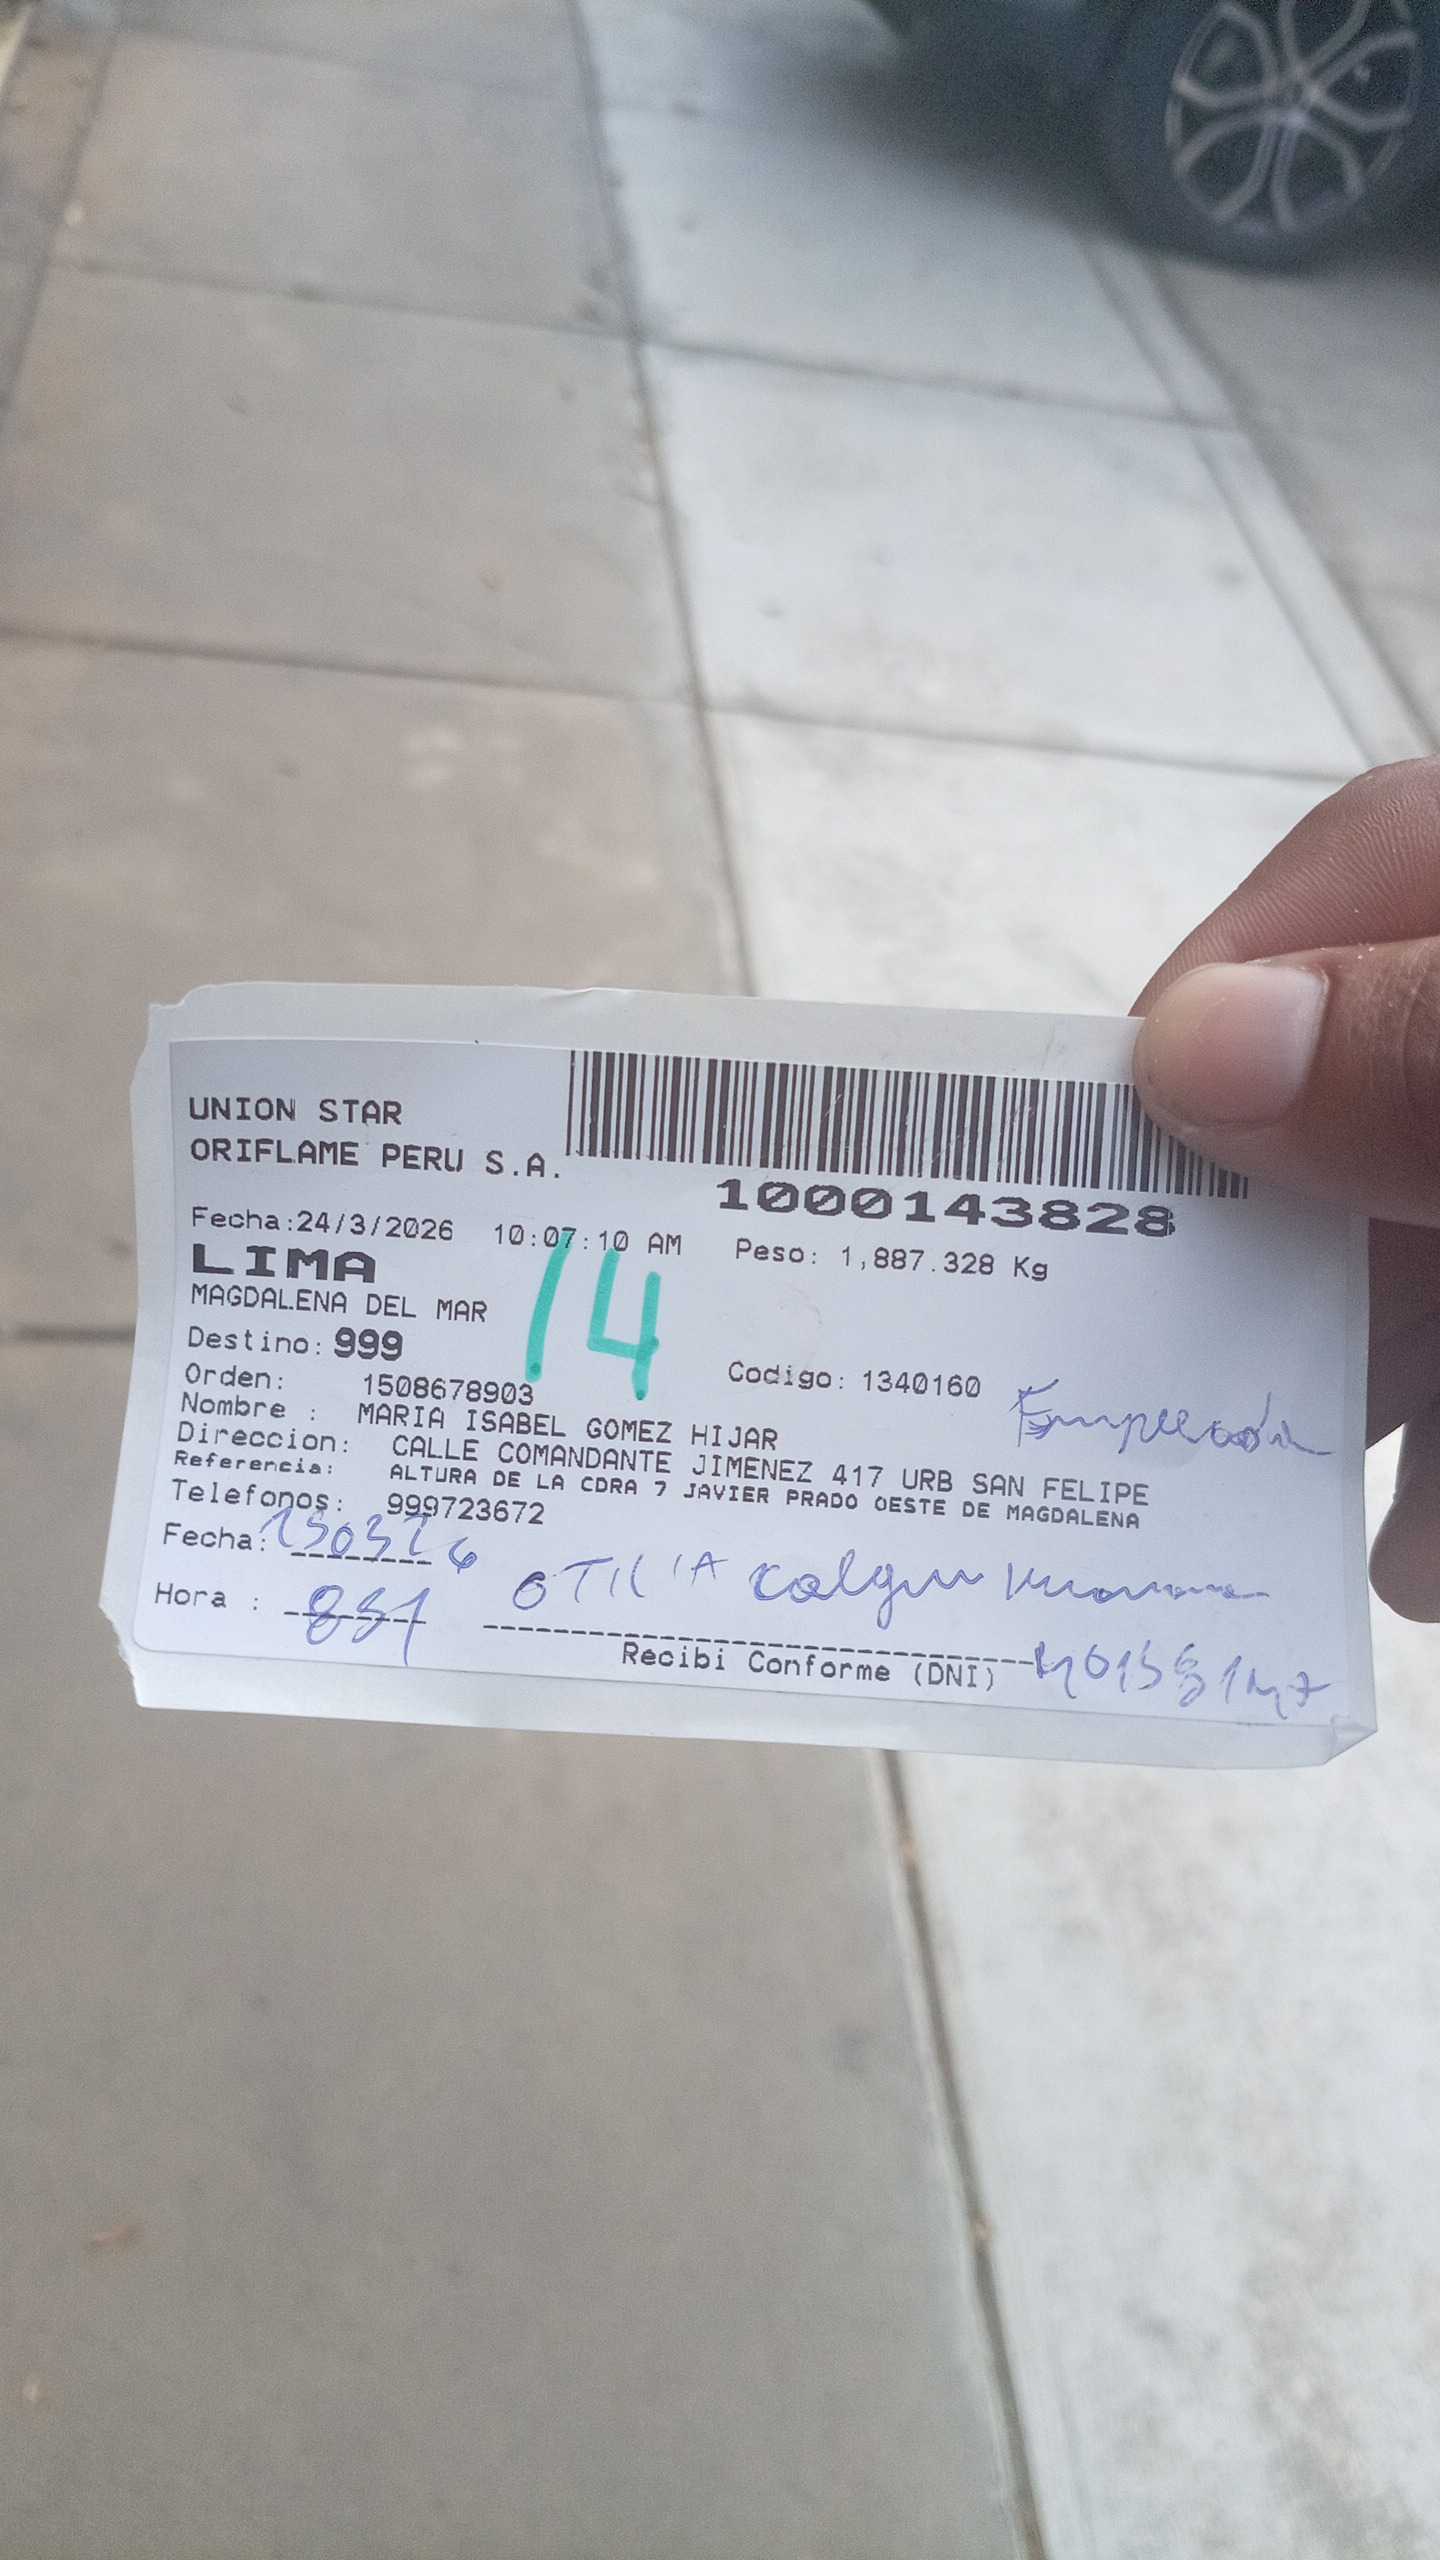 UNION STAR
ORIFLAME PERU S.A.
1000143828
Fecha:24/3/2026 10:07:10 AM Peso: 1,887.328 Kg
LIMA
MAGDALENA DEL MAR
14
Destino: 999
Codigo: 1340160
Orden: 1508678903
Nombre : MARIA ISABEL GOMEZ HIJAR
Direccion: CALLE COMANDANTE JIMENEZ 417 URB SAN FELIPE
Referencia: ALTURA DE LA CDRA 7 JAVIER PRADO OESTE DE MAGDALENA
Telefonos: 999723672
Fecha: 250326
OTILIA
Hora : 851
Recibi Conforme (DNI)